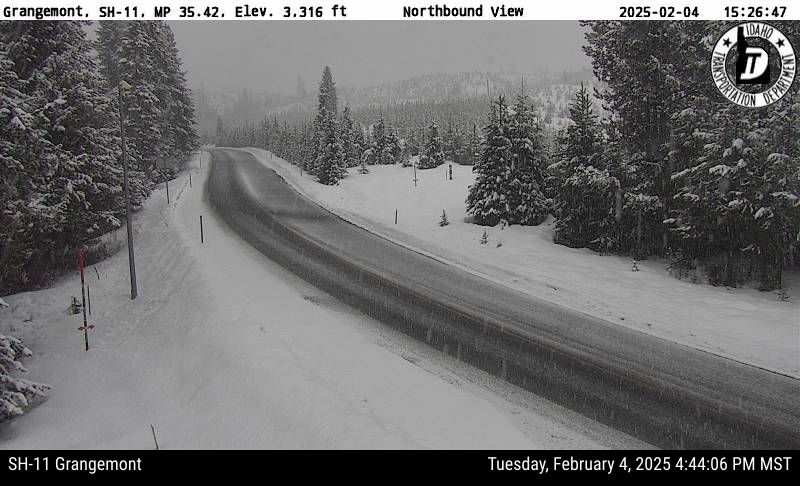 Grangemont, SH-11, MP 35.42, Elev. 3,316 ft Northbound View 2025-02-04 15:26:47
IDAHO
TRANSPORTATION DEPARTMENT
SH-11 Grangemont Tuesday, February 4, 2025 4:44:06 PM MST